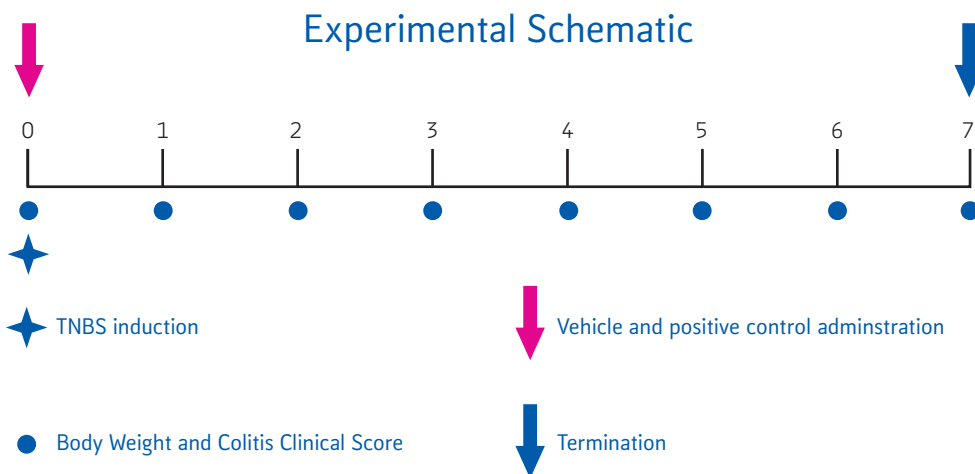 Experimental Schematic
0 1 2 3 4 5 6 7
TNBS induction
Vehicle and positive control adminstration
Body Weight and Colitis Clinical Score
Termination